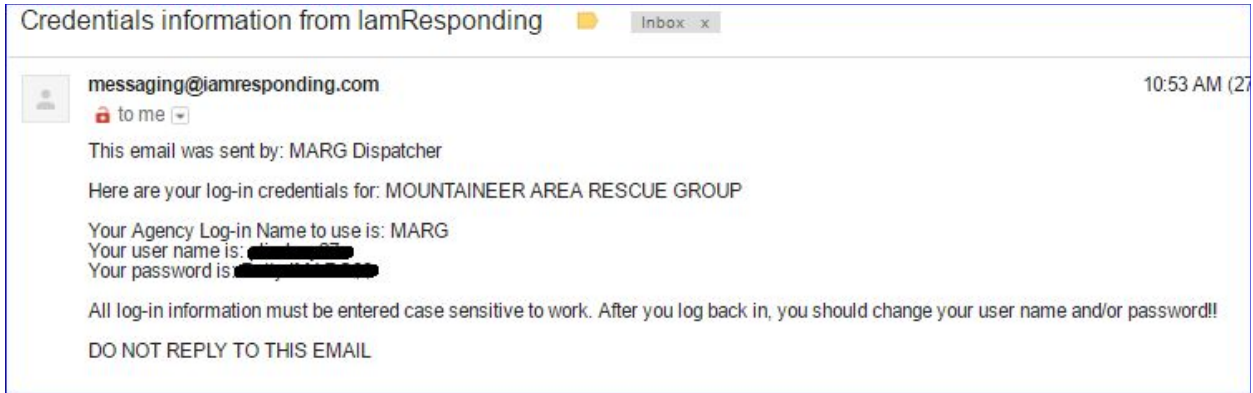 Credentials information from IamResponding Inbox x
messaging@iamresponding.com 10:53 AM (27
to me
This email was sent by: MARG Dispatcher
Here are your log-in credentials for: MOUNTAINEER AREA RESCUE GROUP
Your Agency Log-in Name to use is: MARG
Your user name is:
Your password is:
All log-in information must be entered case sensitive to work. After you log back in, you should change your user name and/or password!!
DO NOT REPLY TO THIS EMAIL